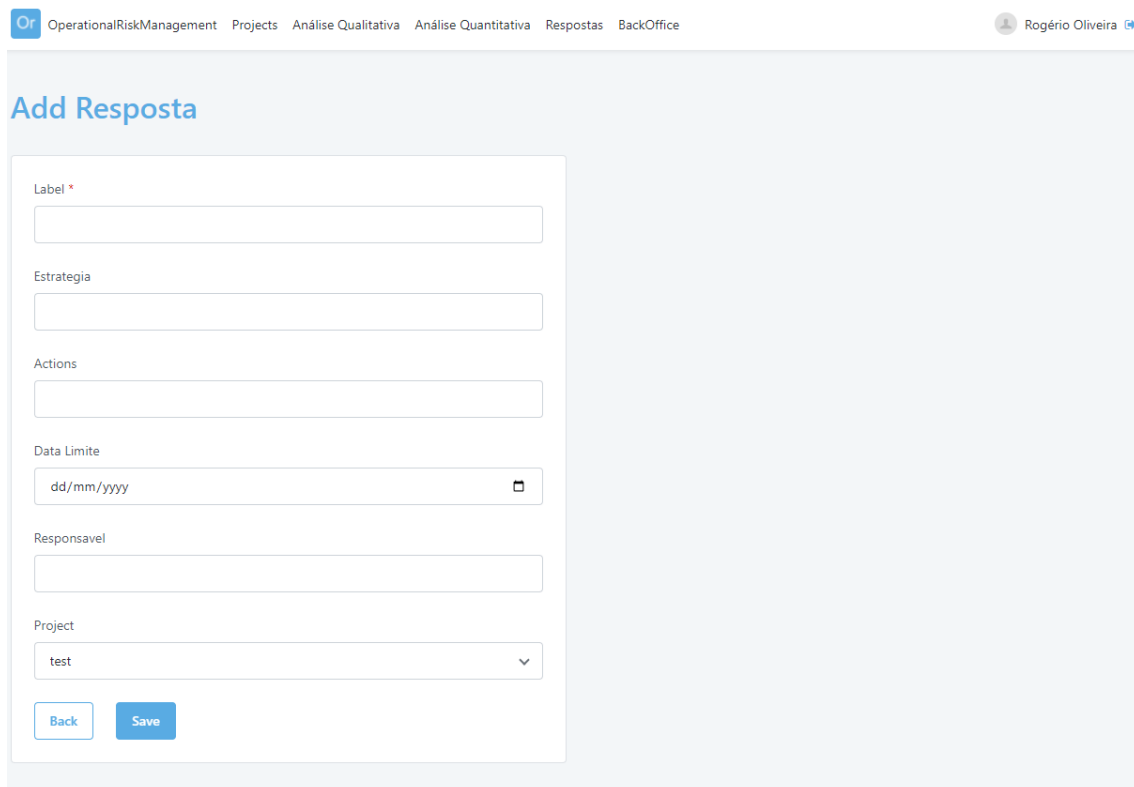 Or OperationalRiskManagement Projects Análise Qualitativa Análise Quantitativa Respostas BackOffice Rogério Oliveira
Add Resposta
Label *
Estrategia
Actions
Data Limite
dd/mm/yyyy
Responsavel
Project
test
Back Save